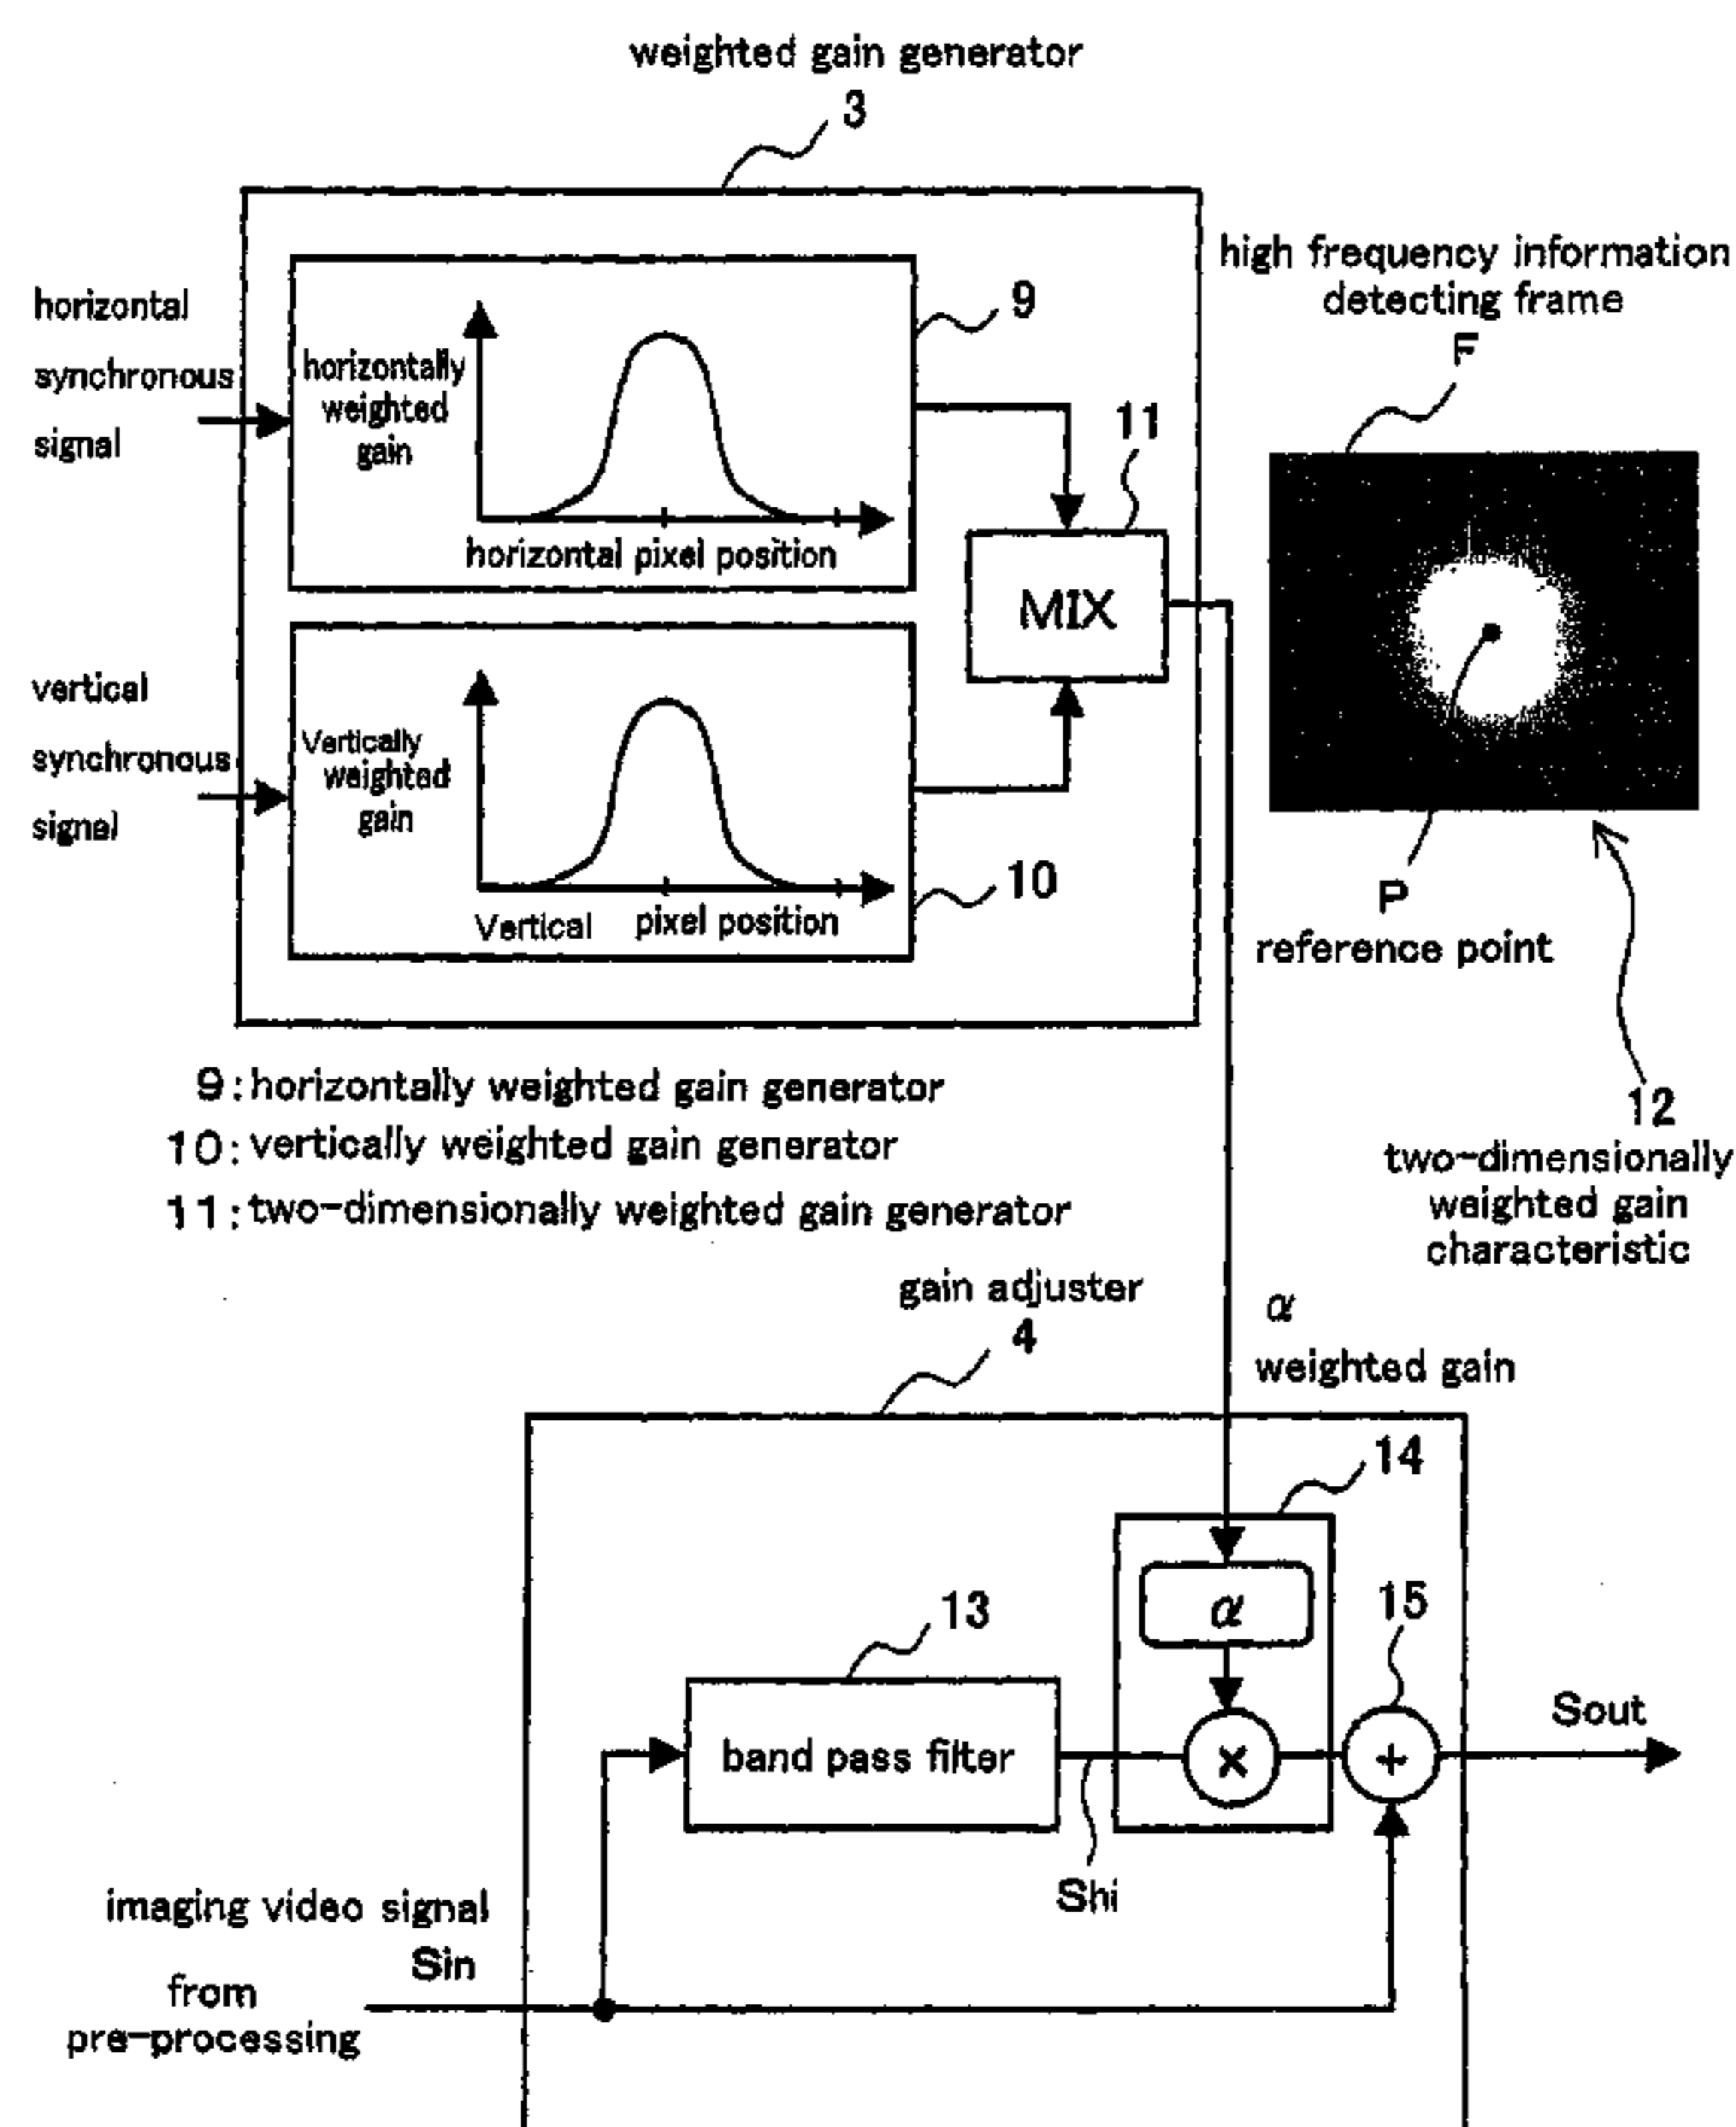 weighted gain generator
3
high frequency information
detecting frame
F
horizontal
synchronous
signal
horizontally
weighted
gain
horizontal pixel position
9
11
MIX
vertical
synchronous
signal
Vertically
weighted
gain
Vertical pixel position
10
P
reference point
12
two-dimensionally
weighted gain
characteristic
9:horizontally weighted gain generator
10:vertically weighted gain generator
11:two-dimensionally weighted gain generator
gain adjuster
4
α
weighted gain
14
α
13
15
band pass filter
×
+
Sout
Shi
imaging video signal
Sin
from
pre-processing